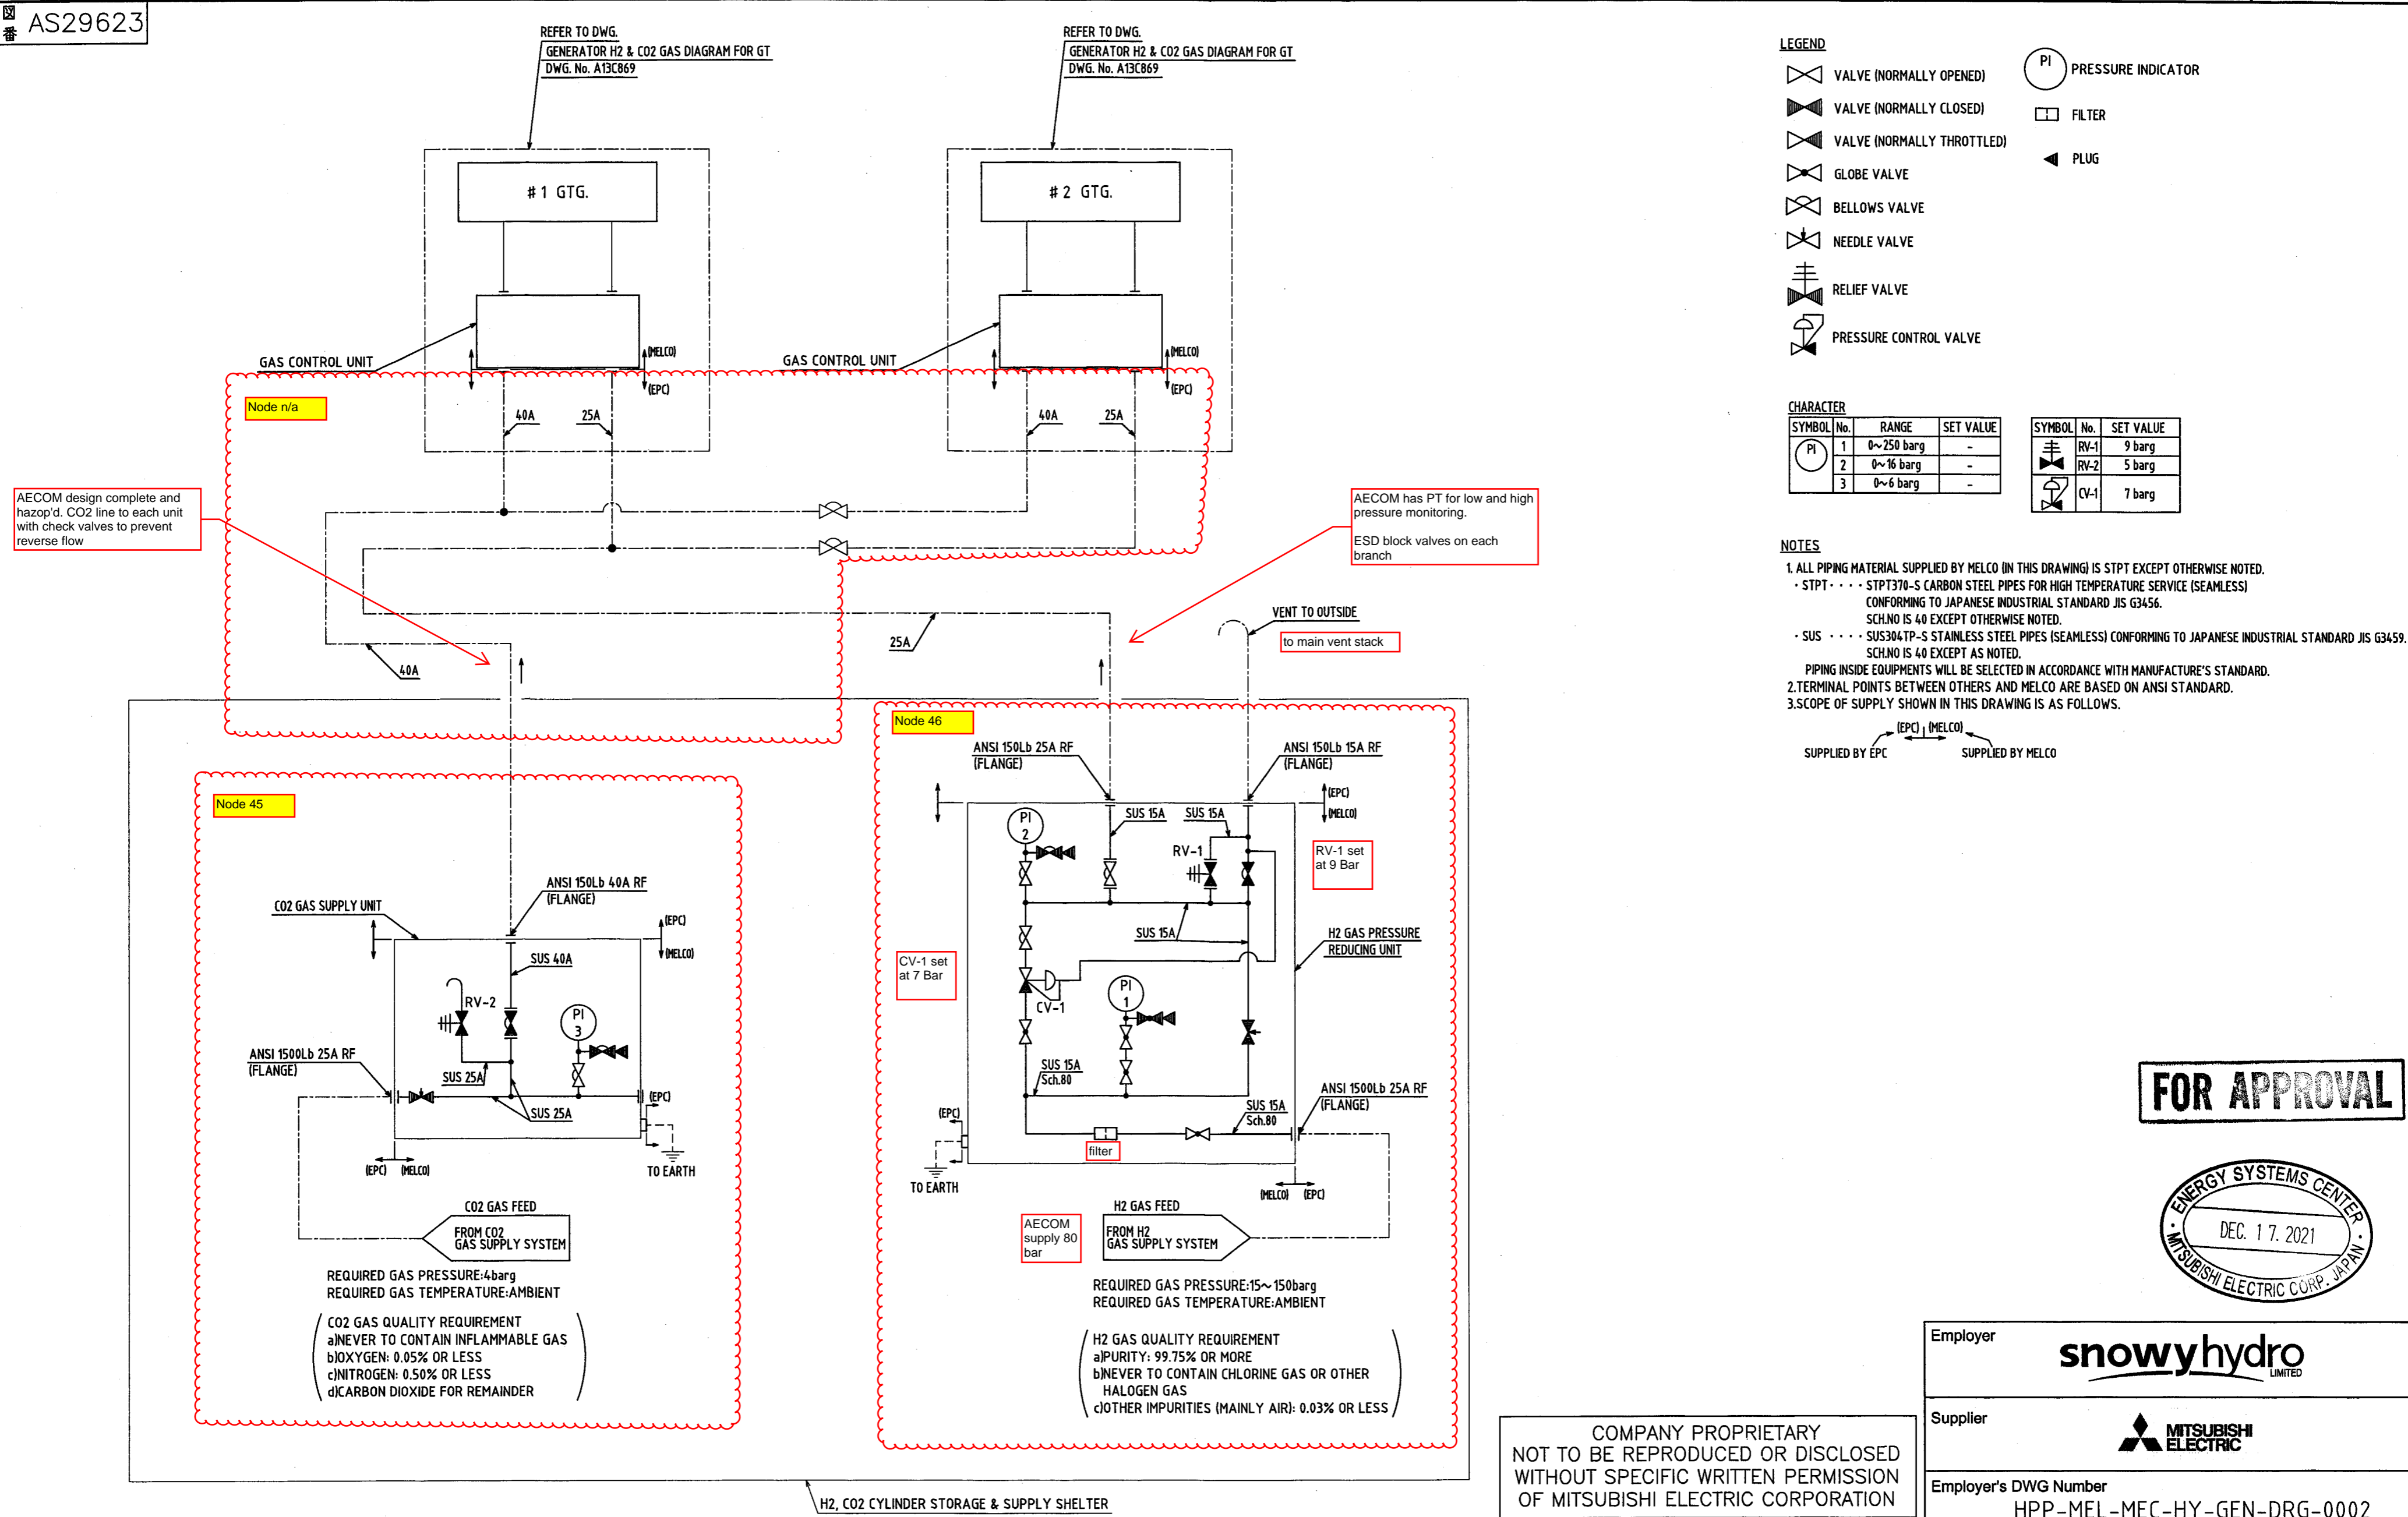 図番 AS29623
REFER TO DWG.
GENERATOR H2 & CO2 GAS DIAGRAM FOR GT
DWG. No. A13C869
REFER TO DWG.
GENERATOR H2 & CO2 GAS DIAGRAM FOR GT
DWG. No. A13C869
# 1 GTG.
# 2 GTG.
GAS CONTROL UNIT
(MELCO)
(EPC)
GAS CONTROL UNIT
(MELCO)
(EPC)
Node n/a
40A
25A
40A
25A
AECOM design complete and
hazop'd. CO2 line to each unit
with check valves to prevent
reverse flow
AECOM has PT for low and high
pressure monitoring.
ESD block valves on each
branch
40A
25A
VENT TO OUTSIDE
to main vent stack
Node 45
ANSI 150Lb 40A RF
(FLANGE)
CO2 GAS SUPPLY UNIT
(EPC)
(MELCO)
SUS 40A
RV-2
PI
3
ANSI 1500Lb 25A RF
(FLANGE)
SUS 25A
SUS 25A
(EPC)
(EPC) (MELCO)
TO EARTH
CO2 GAS FEED
FROM CO2
GAS SUPPLY SYSTEM
REQUIRED GAS PRESSURE:4barg
REQUIRED GAS TEMPERATURE:AMBIENT
CO2 GAS QUALITY REQUIREMENT
a)NEVER TO CONTAIN INFLAMMABLE GAS
b)OXYGEN: 0.05% OR LESS
c)NITROGEN: 0.50% OR LESS
d)CARBON DIOXIDE FOR REMAINDER
Node 46
ANSI 150Lb 25A RF
(FLANGE)
ANSI 150Lb 15A RF
(FLANGE)
(EPC)
(MELCO)
PI
2
SUS 15A
SUS 15A
RV-1
RV-1 set
at 9 Bar
SUS 15A
H2 GAS PRESSURE
REDUCING UNIT
CV-1 set
at 7 Bar
CV-1
PI
1
SUS 15A
Sch.80
ANSI 1500Lb 25A RF
(FLANGE)
SUS 15A
Sch.80
(EPC)
filter
TO EARTH
(MELCO) (EPC)
AECOM
supply 80
bar
H2 GAS FEED
FROM H2
GAS SUPPLY SYSTEM
REQUIRED GAS PRESSURE:15~150barg
REQUIRED GAS TEMPERATURE:AMBIENT
H2 GAS QUALITY REQUIREMENT
a)PURITY: 99.75% OR MORE
b)NEVER TO CONTAIN CHLORINE GAS OR OTHER
HALOGEN GAS
c)OTHER IMPURITIES (MAINLY AIR): 0.03% OR LESS
H2, CO2 CYLINDER STORAGE & SUPPLY SHELTER
LEGEND
VALVE (NORMALLY OPENED)
VALVE (NORMALLY CLOSED)
VALVE (NORMALLY THROTTLED)
GLOBE VALVE
BELLOWS VALVE
NEEDLE VALVE
RELIEF VALVE
PRESSURE CONTROL VALVE
PI PRESSURE INDICATOR
FILTER
PLUG
CHARACTER
SYMBOL No. RANGE SET VALUE
PI 1 0~250 barg -
2 0~16 barg -
3 0~6 barg -
SYMBOL No. SET VALUE
RV-1 9 barg
RV-2 5 barg
CV-1 7 barg
NOTES
1. ALL PIPING MATERIAL SUPPLIED BY MELCO (IN THIS DRAWING) IS STPT EXCEPT OTHERWISE NOTED.
・STPT・・・・STPT370-S CARBON STEEL PIPES FOR HIGH TEMPERATURE SERVICE (SEAMLESS)
CONFORMING TO JAPANESE INDUSTRIAL STANDARD JIS G3456.
SCH.NO IS 40 EXCEPT OTHERWISE NOTED.
・SUS ・・・・SUS304TP-S STAINLESS STEEL PIPES (SEAMLESS) CONFORMING TO JAPANESE INDUSTRIAL STANDARD JIS G3459.
SCH.NO IS 40 EXCEPT AS NOTED.
PIPING INSIDE EQUIPMENTS WILL BE SELECTED IN ACCORDANCE WITH MANUFACTURE'S STANDARD.
2.TERMINAL POINTS BETWEEN OTHERS AND MELCO ARE BASED ON ANSI STANDARD.
3.SCOPE OF SUPPLY SHOWN IN THIS DRAWING IS AS FOLLOWS.
(EPC) (MELCO)
SUPPLIED BY EPC
SUPPLIED BY MELCO
FOR APPROVAL
ENERGY SYSTEMS CENTER
DEC. 17. 2021
MITSUBISHI ELECTRIC CORP. JAPAN
COMPANY PROPRIETARY
NOT TO BE REPRODUCED OR DISCLOSED
WITHOUT SPECIFIC WRITTEN PERMISSION
OF MITSUBISHI ELECTRIC CORPORATION
Employer
snowyhydro
LIMITED
Supplier
MITSUBISHI
ELECTRIC
Employer's DWG Number
HPP-MEL-MEC-HY-GEN-DRG-0002